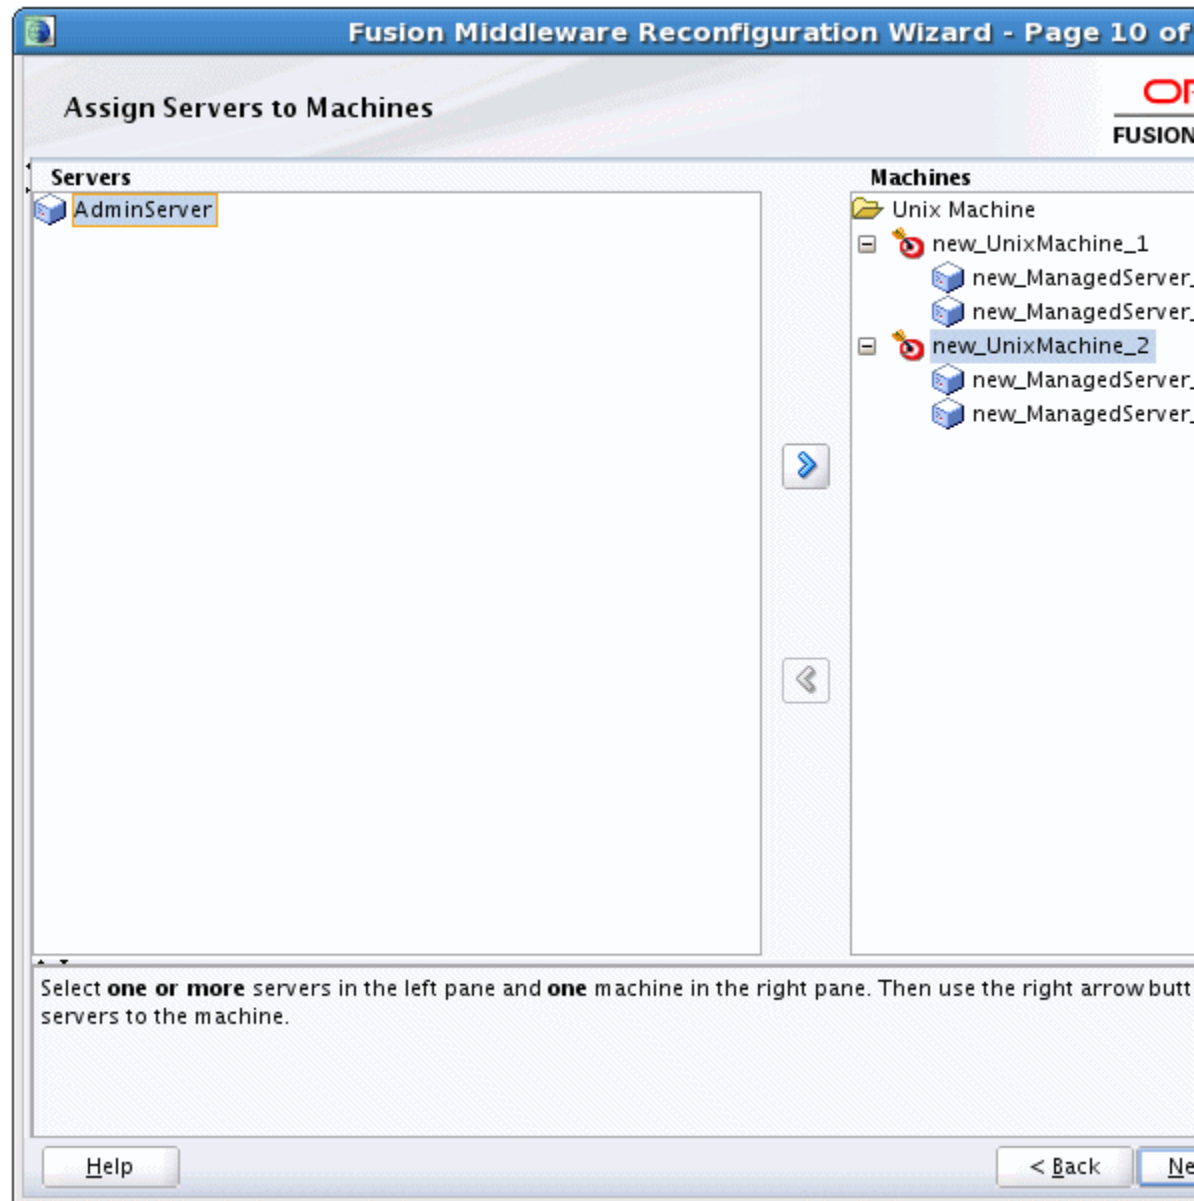 Fusion Middleware Reconfiguration Wizard - Page 10 of
Assign Servers to Machines
FUSION
Servers
AdminServer
Machines
Unix Machine
new_UnixMachine_1
new_ManagedServer_
new_ManagedServer_
new_UnixMachine_2
new_ManagedServer_
new_ManagedServer_
Select one or more servers in the left pane and one machine in the right pane. Then use the right arrow butt
servers to the machine.
Help
< Back
Ne